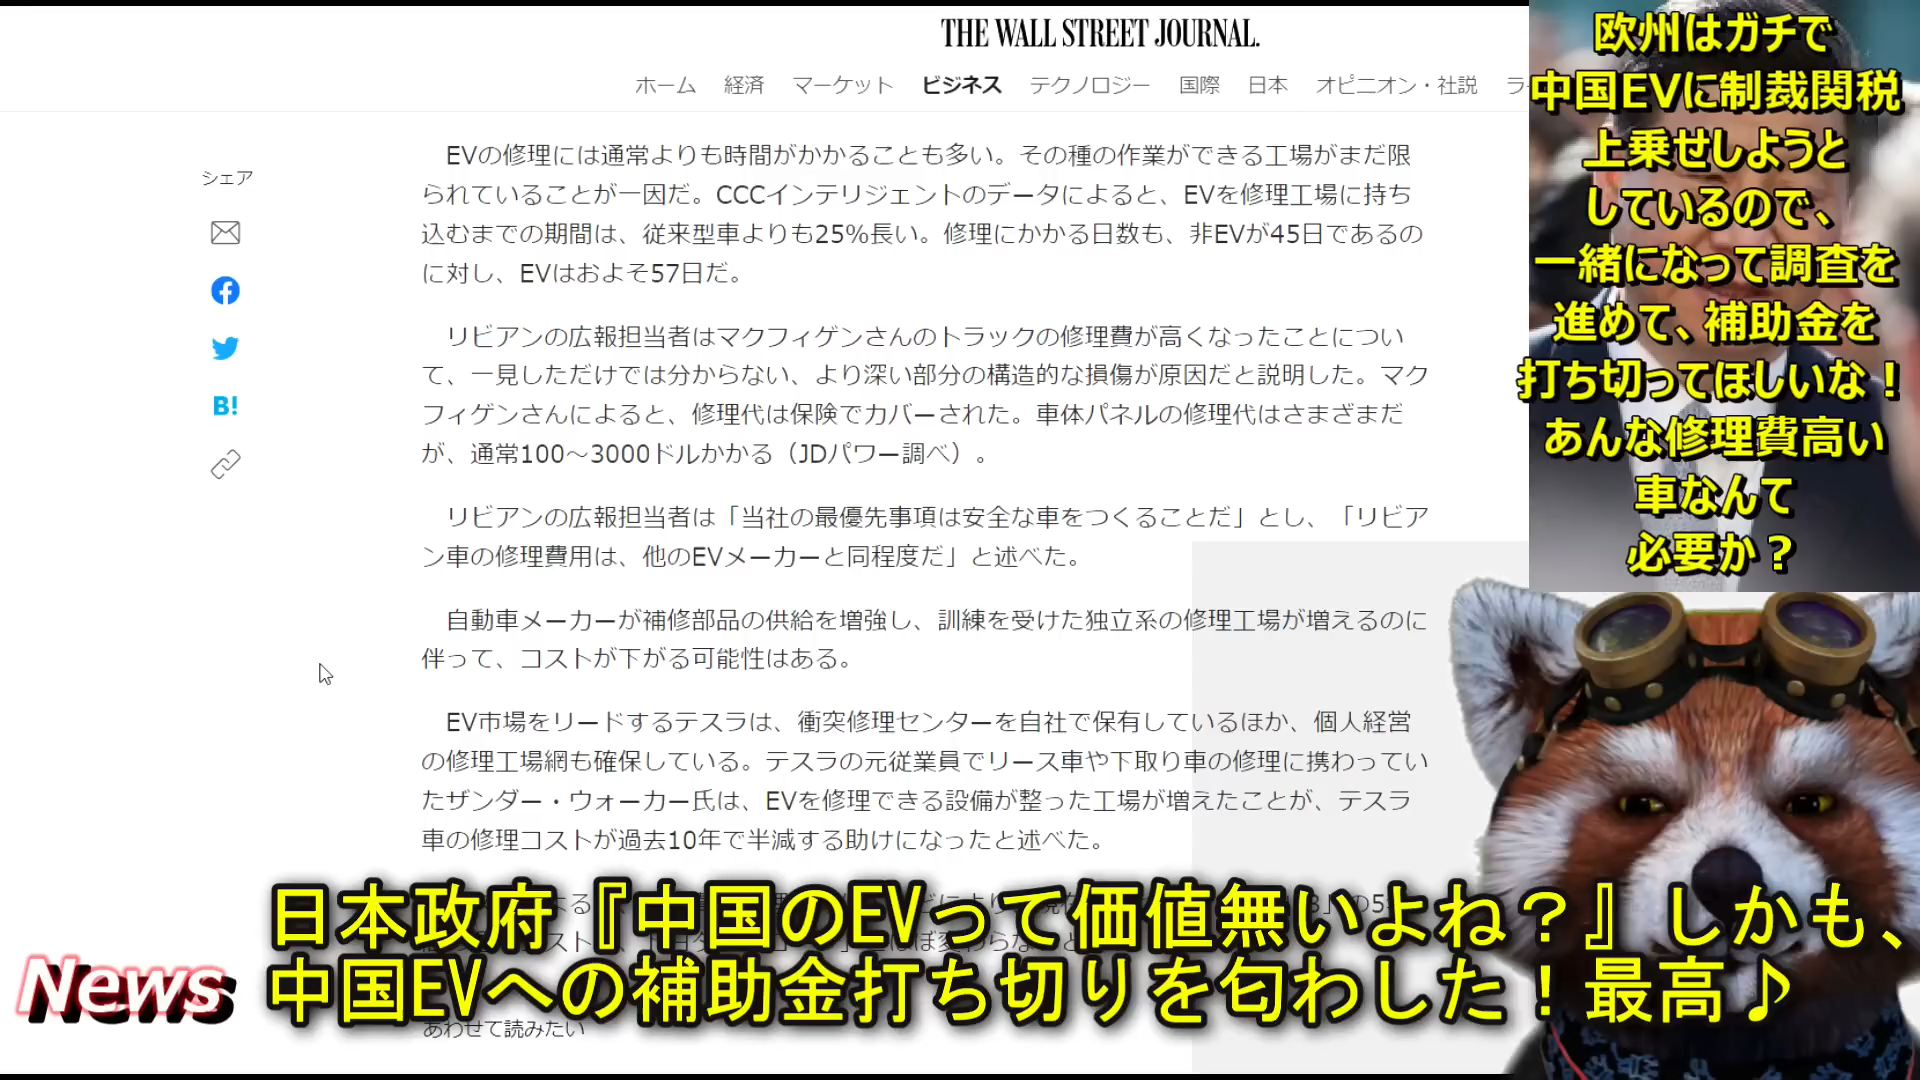 THE WALL STREET JOURNAL.
ホーム 経済 マーケット ビジネス テクノロジー 国際 日本 オピニオン・社説
シェア
B!
EVの修理には通常よりも時間がかかることも多い。その種の作業ができる工場がまだ限
られていることが一因だ。CCCインテリジェントのデータによると、EVを修理工場に持ち
込むまでの期間は、従来型車よりも25%長い。修理にかかる日数も、非EVが45日であるの
に対し、EVはおよそ57日だ。
リビアンの広報担当者はマクフィゲンさんのトラックの修理費が高くなったことについ
て、一見しただけでは分からない、より深い部分の構造的な損傷が原因だと説明した。マク
フィゲンさんによると、修理代は保険でカバーされた。車体パネルの修理代はさまざまだ
が、通常100～3000ドルかかる（JDパワー調べ）。
リビアンの広報担当者は「当社の最優先事項は安全な車をつくることだ」とし、「リビア
ン車の修理費用は、他のEVメーカーと同程度だ」と述べた。
自動車メーカーが補修部品の供給を増強し、訓練を受けた独立系の修理工場が増えるのに
伴って、コストが下がる可能性はある。
EV市場をリードするテスラは、衝突修理センターを自社で保有しているほか、個人経営
の修理工場網も確保している。テスラの元従業員でリース車や下取り車の修理に携わってい
たザンダー・ウォーカー氏は、EVを修理できる設備が整った工場が増えたことが、テスラ
車の修理コストが過去10年で半減する助けになったと述べた。
あわせて読みたい
欧州はガチで
中国EVに制裁関税
上乗せしようと
しているので、
一緒になって調査を
進めて、補助金を
打ち切ってほしいな！
あんな修理費高い
車なんて
必要か？
News
日本政府『中国のEVって価値無いよね？』しかも、
中国EVへの補助金打ち切りを匂わした！最高♪